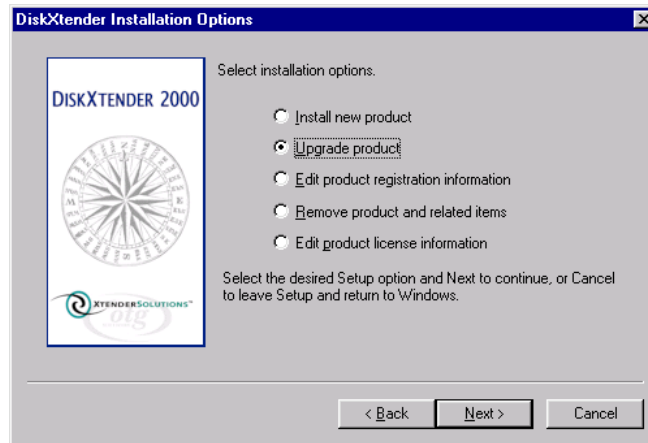 DiskXtender Installation Options
Select installation options.
DISKXTENDER 2000
Install new product
Upgrade product
Edit product registration information
Remove product and related items
Edit product license information
Select the desired Setup option and Next to continue, or Cancel
to leave Setup and return to Windows.
XTENDERSOLUTIONS™
otg
< Back
Next >
Cancel